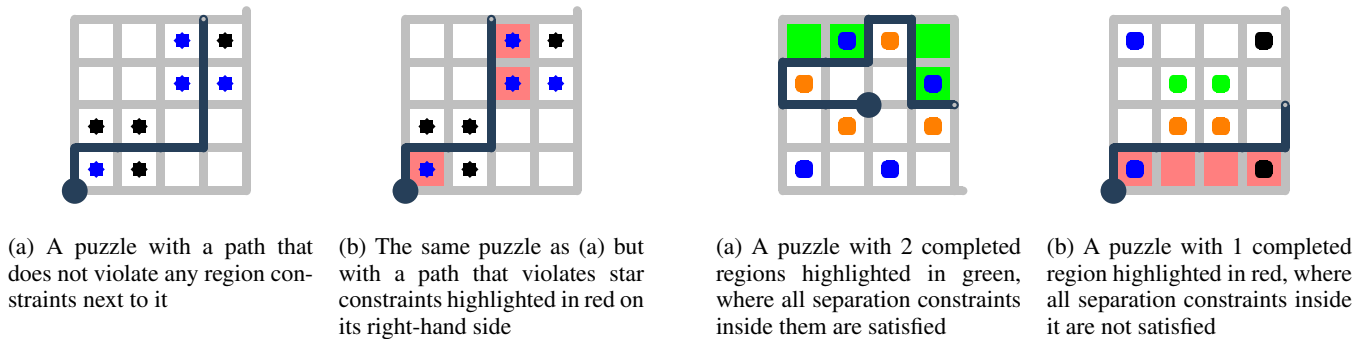 (a) A puzzle with a path that
does not violate any region con-
straints next to it
(b) The same puzzle as (a) but
with a path that violates star
constraints highlighted in red on
its right-hand side
(a) A puzzle with 2 completed
regions highlighted in green,
where all separation constraints
inside them are satisfied
(b) A puzzle with 1 completed
region highlighted in red, where
all separation constraints inside
it are not satisfied